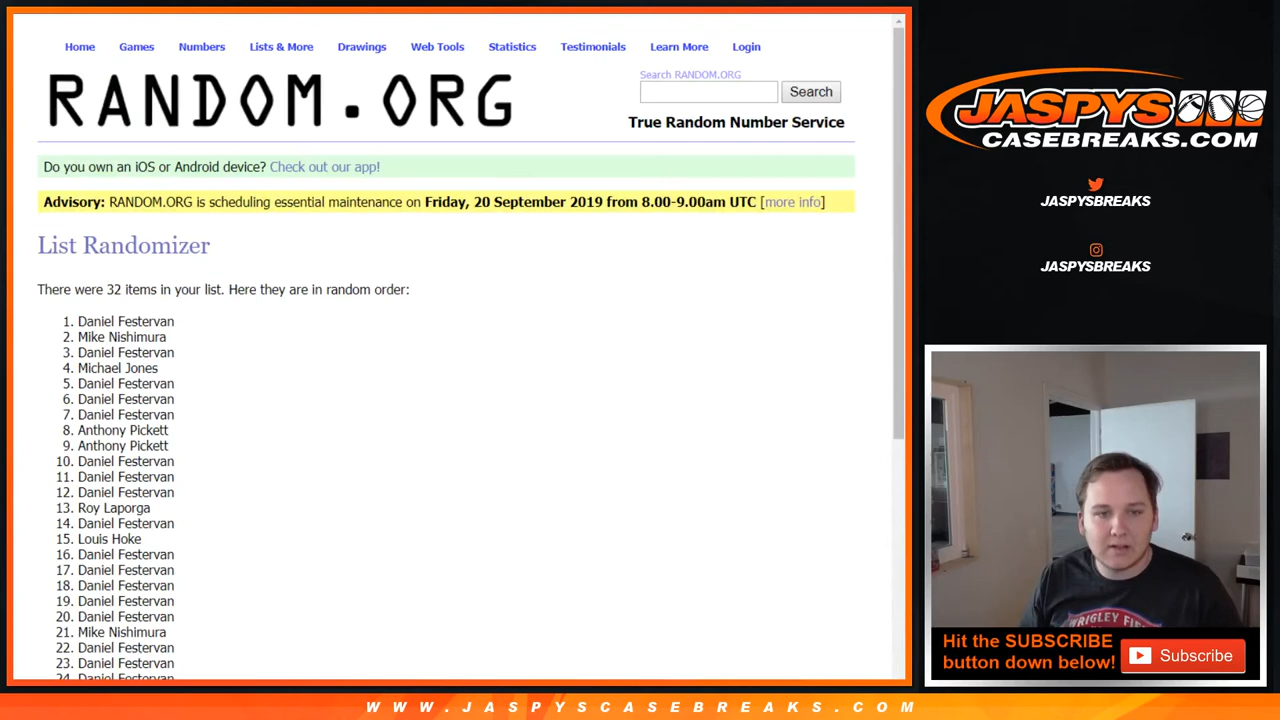 Home Games Numbers Lists & More Drawings Web Tools Statistics Testimonials Learn More Login
RANDOM.ORG
Search RANDOM.ORG
Search
True Random Number Service
Do you own an iOS or Android device? Check out our app!
Advisory: RANDOM.ORG is scheduling essential maintenance on Friday, 20 September 2019 from 8.00-9.00am UTC [more info]
List Randomizer
There were 32 items in your list. Here they are in random order:
1. Daniel Festervan
2. Mike Nishimura
3. Daniel Festervan
4. Michael Jones
5. Daniel Festervan
6. Daniel Festervan
7. Daniel Festervan
8. Anthony Pickett
9. Anthony Pickett
10. Daniel Festervan
11. Daniel Festervan
12. Daniel Festervan
13. Roy Laporga
14. Daniel Festervan
15. Louis Hoke
16. Daniel Festervan
17. Daniel Festervan
18. Daniel Festervan
19. Daniel Festervan
20. Daniel Festervan
21. Mike Nishimura
22. Daniel Festervan
23. Daniel Festervan
24. Daniel Festervan
JASPYS
CASEBREAKS.COM
JASPYSBREAKS
JASPYSBREAKS
WRIGLEY FIE
Hit the SUBSCRIBE
button down below!
Subscribe
WWW.JASPYSCASEBREAKS.COM